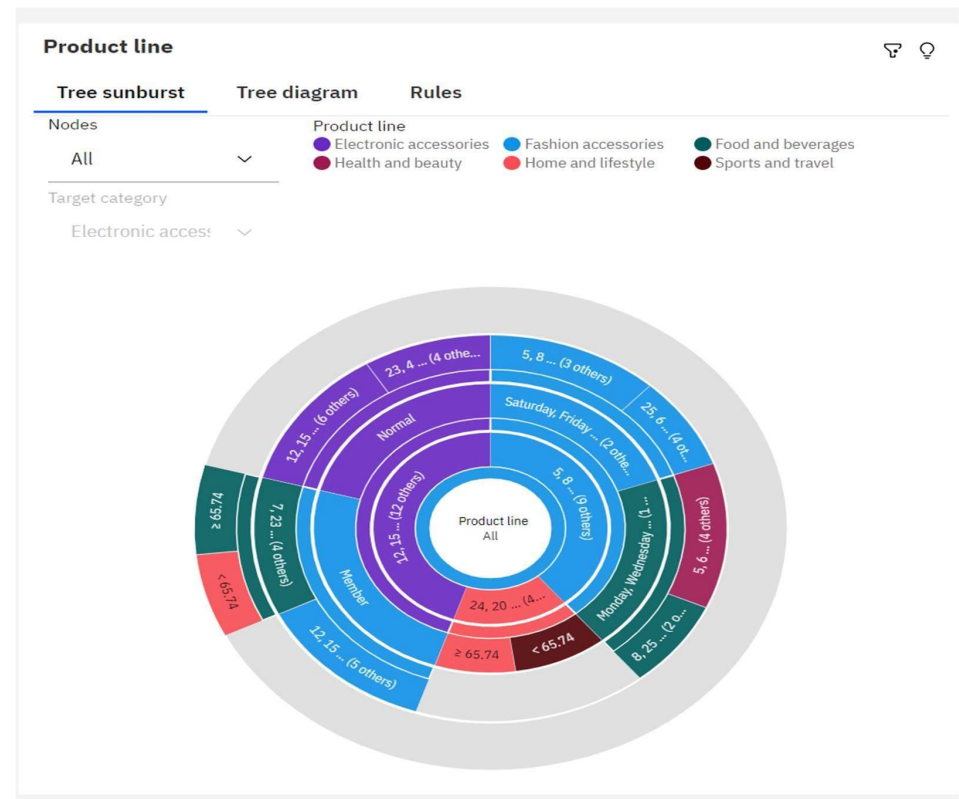 Product line
Tree sunburst Tree diagram Rules
Nodes
All
Target category
Electronic access
Product line
Electronic accessories Fashion accessories Food and beverages
Health and beauty Home and lifestyle Sports and travel
23, 4 ... (4 othe...
5, 8 ... (3 others)
12, 15 ... (6 others)
25, 6 ... (4 ot...
Normal
Saturday, Friday ... (2 othe...
12, 15 ... (12 others)
5, 8 ... (9 others)
≥ 65.74
7, 23 ... (4 others)
Product line
All
Monday, Wednesday ... (1 ...
5, 6 ... (4 others)
< 65.74
Member
24, 20 ... (4...
12, 15 ... (5 others)
≥ 65.74
< 65.74
8, 25 ... (2 o...